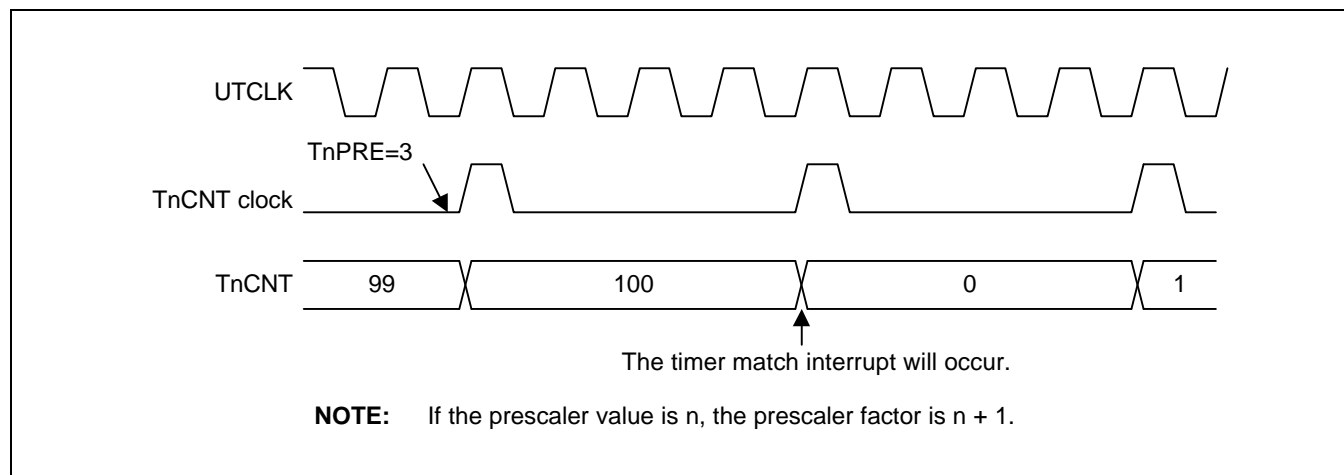 UTCLK
TnPRE=3
TnCNT clock
TnCNT 99 100 0 1
The timer match interrupt will occur.
NOTE: If the prescaler value is n, the prescaler factor is n + 1.